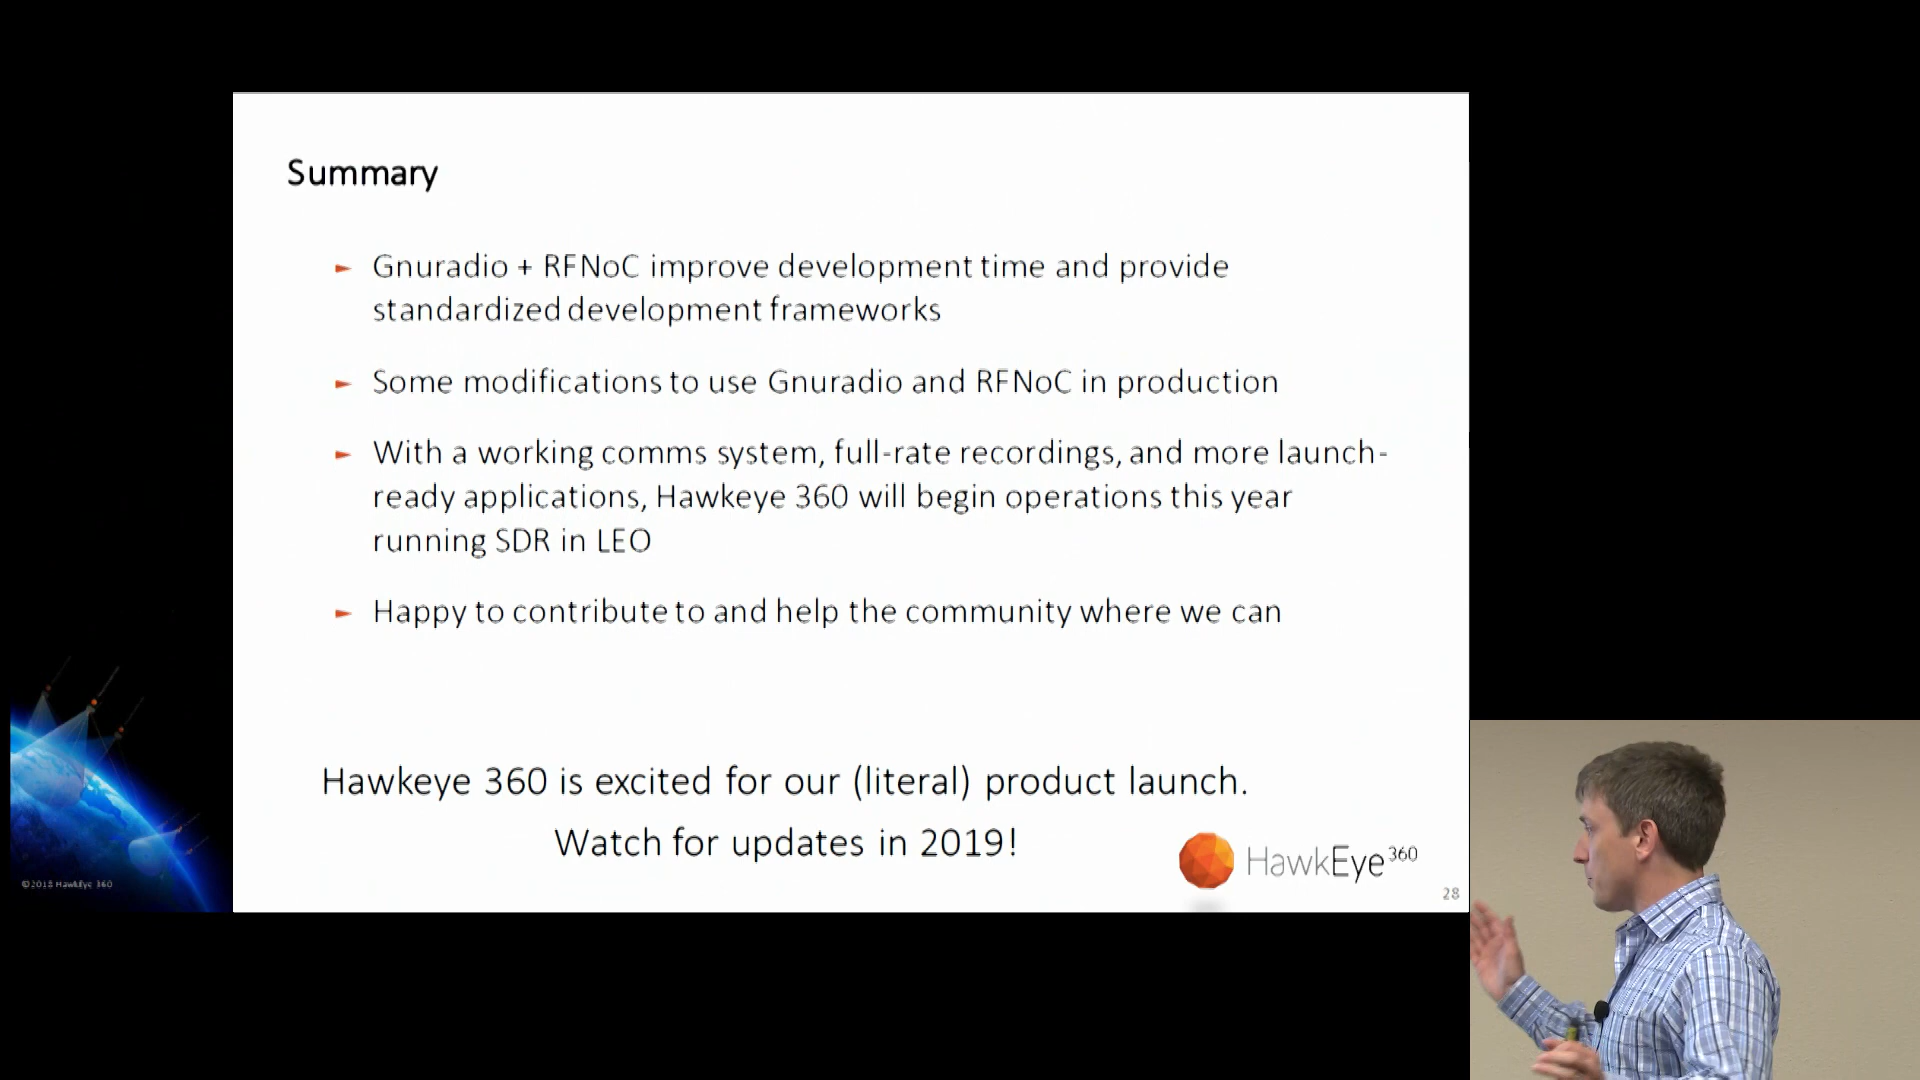 Summary
► Gnuradio + RFNoC improve development time and provide
standardized development frameworks
► Some modifications to use Gnuradio and RFNoC in production
► With a working comms system, full-rate recordings, and more launch-
ready applications, Hawkeye 360 will begin operations this year
running SDR in LEO
► Happy to contribute to and help the community where we can
Hawkeye 360 is excited for our (literal) product launch.
Watch for updates in 2019!
HawkEye 360
28
©2018 HawkEye 360